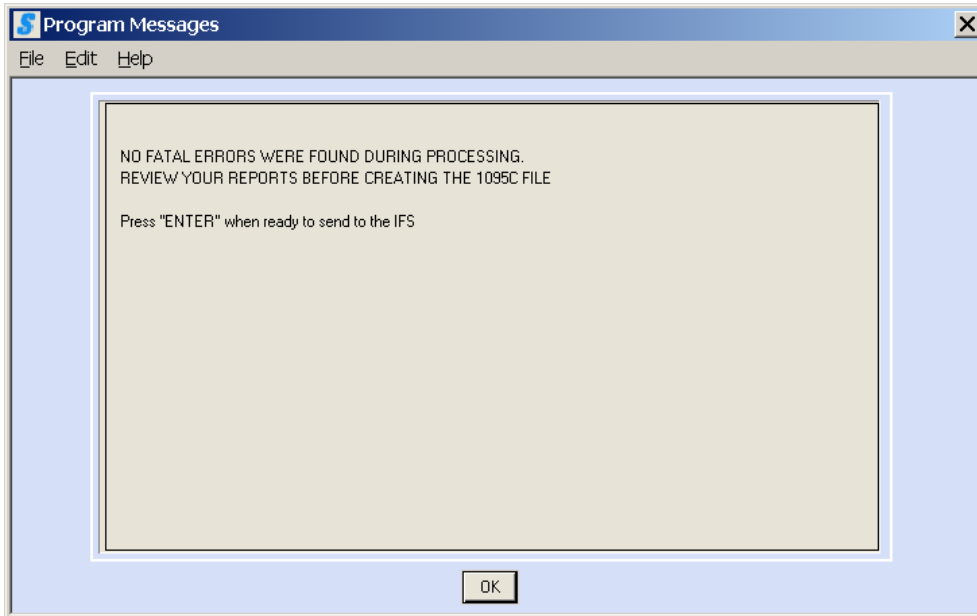 Program Messages
File Edit Help
NO FATAL ERRORS WERE FOUND DURING PROCESSING.
REVIEW YOUR REPORTS BEFORE CREATING THE 1095C FILE
Press "ENTER" when ready to send to the IFS
OK